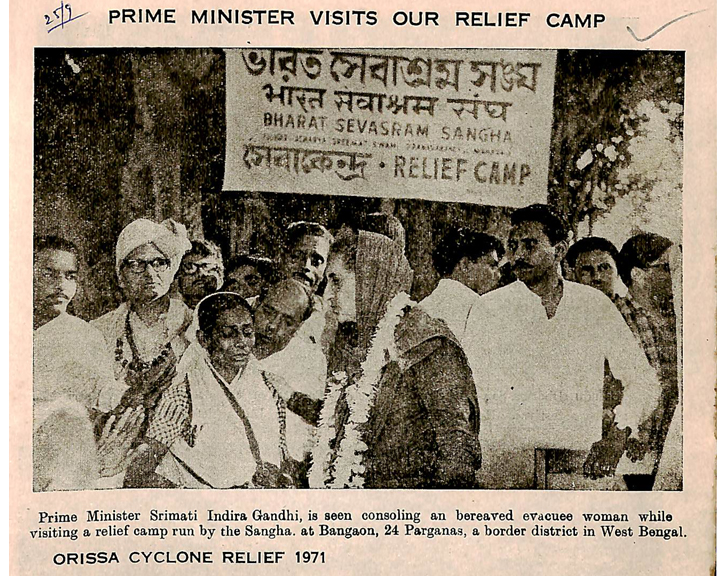 25/9
PRIME MINISTER VISITS OUR RELIEF CAMP
ভারত সেবাশ্রম সঙ্ঘ
भारत सेवाश्रम संघ
BHARAT SEVASRAM SANGHA
সেবাকেন্দ্র • RELIEF CAMP
Prime Minister Srimati Indira Gandhi, is seen consoling an bereaved evacuee woman while
visiting a relief camp run by the Sangha. at Bangaon, 24 Parganas, a border district in West Bengal.
ORISSA CYCLONE RELIEF 1971